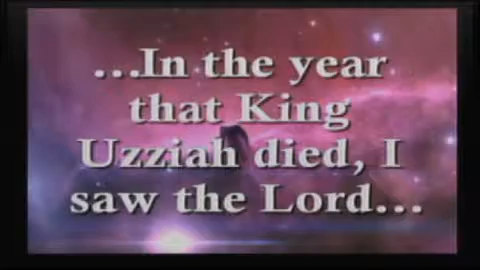 ...In the year
that King
Uzziah died, I
saw the Lord...